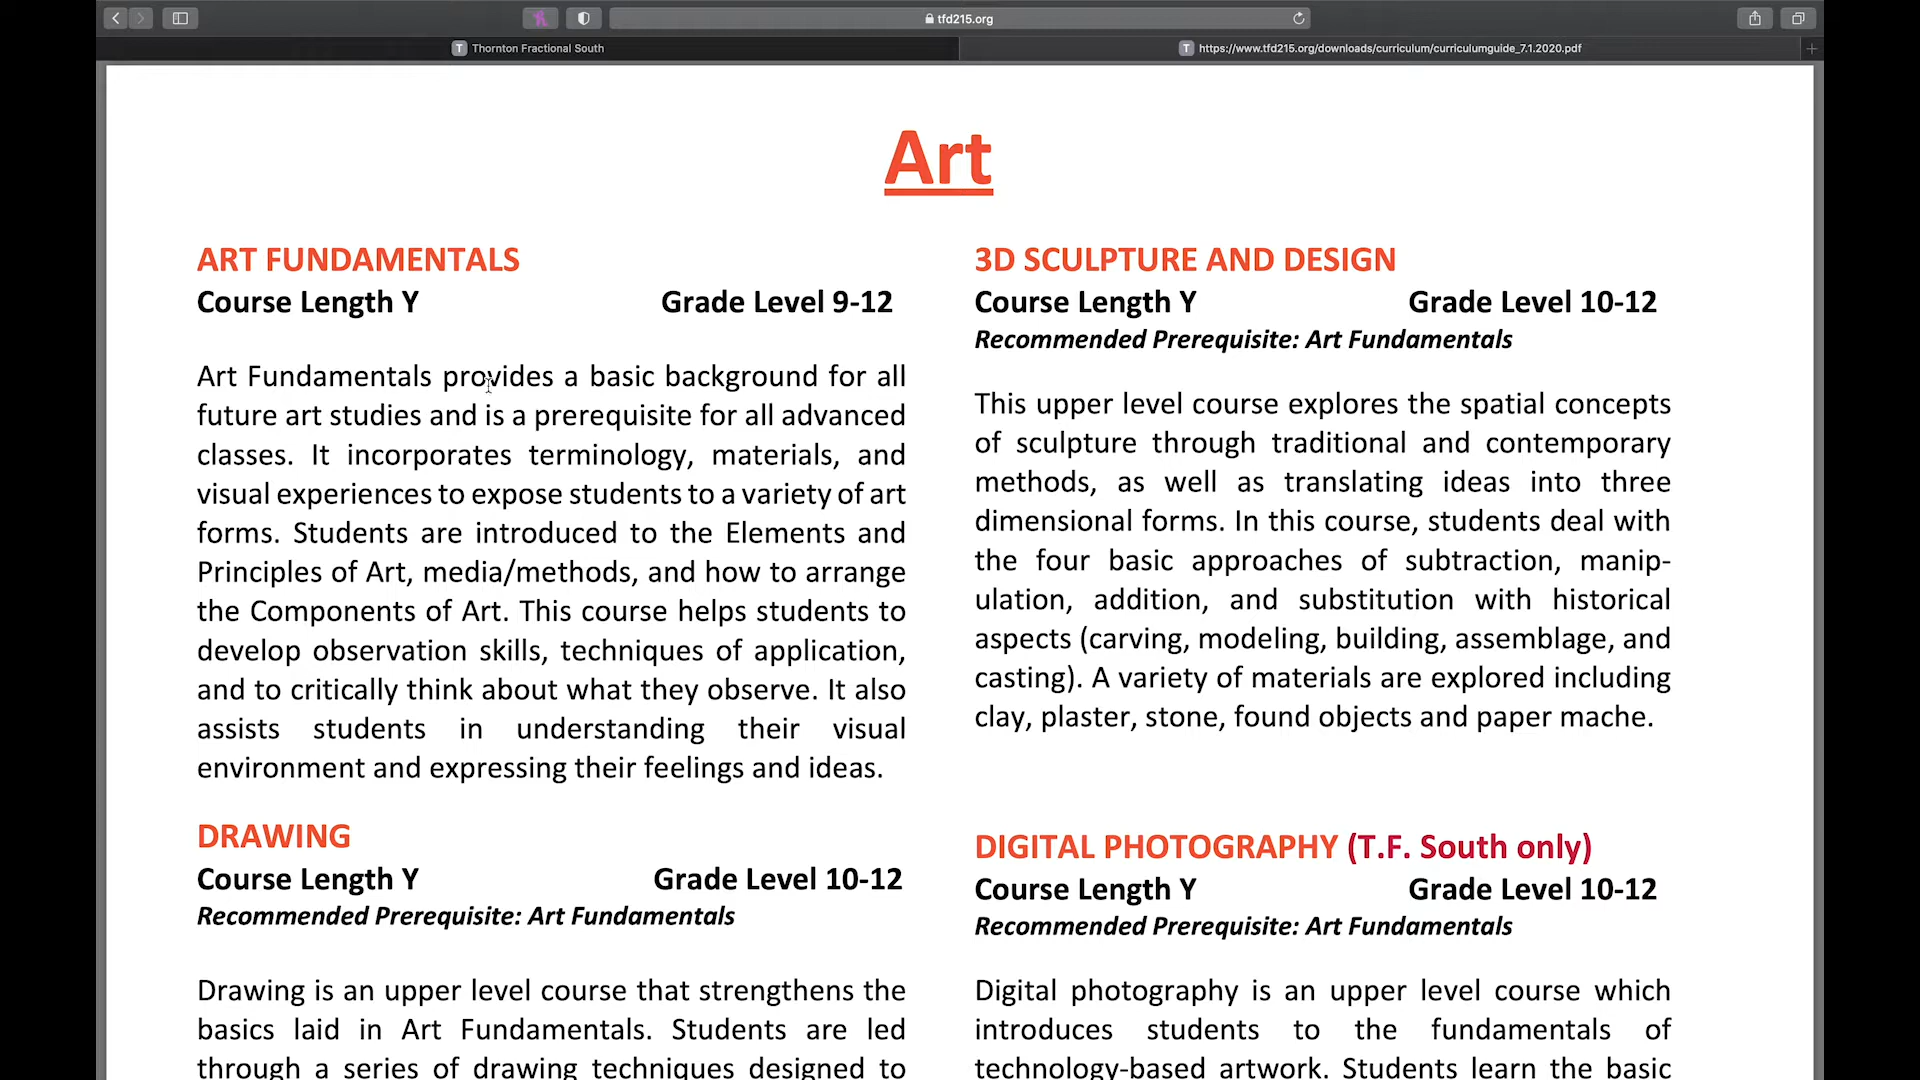 tfd215.org
T Thornton Fractional South
T https://www.tfd215.org/downloads/curriculum/curriculumguide_7.1.2020.pdf
Art
ART FUNDAMENTALS
Course Length Y Grade Level 9-12
Art Fundamentals provides a basic background for all
future art studies and is a prerequisite for all advanced
classes. It incorporates terminology, materials, and
visual experiences to expose students to a variety of art
forms. Students are introduced to the Elements and
Principles of Art, media/methods, and how to arrange
the Components of Art. This course helps students to
develop observation skills, techniques of application,
and to critically think about what they observe. It also
assists students in understanding their visual
environment and expressing their feelings and ideas.
DRAWING
Course Length Y Grade Level 10-12
Recommended Prerequisite: Art Fundamentals
Drawing is an upper level course that strengthens the
basics laid in Art Fundamentals. Students are led
through a series of drawing techniques designed to
3D SCULPTURE AND DESIGN
Course Length Y Grade Level 10-12
Recommended Prerequisite: Art Fundamentals
This upper level course explores the spatial concepts
of sculpture through traditional and contemporary
methods, as well as translating ideas into three
dimensional forms. In this course, students deal with
the four basic approaches of subtraction, manip-
ulation, addition, and substitution with historical
aspects (carving, modeling, building, assemblage, and
casting). A variety of materials are explored including
clay, plaster, stone, found objects and paper mache.
DIGITAL PHOTOGRAPHY (T.F. South only)
Course Length Y Grade Level 10-12
Recommended Prerequisite: Art Fundamentals
Digital photography is an upper level course which
introduces students to the fundamentals of
technology-based artwork. Students learn the basic